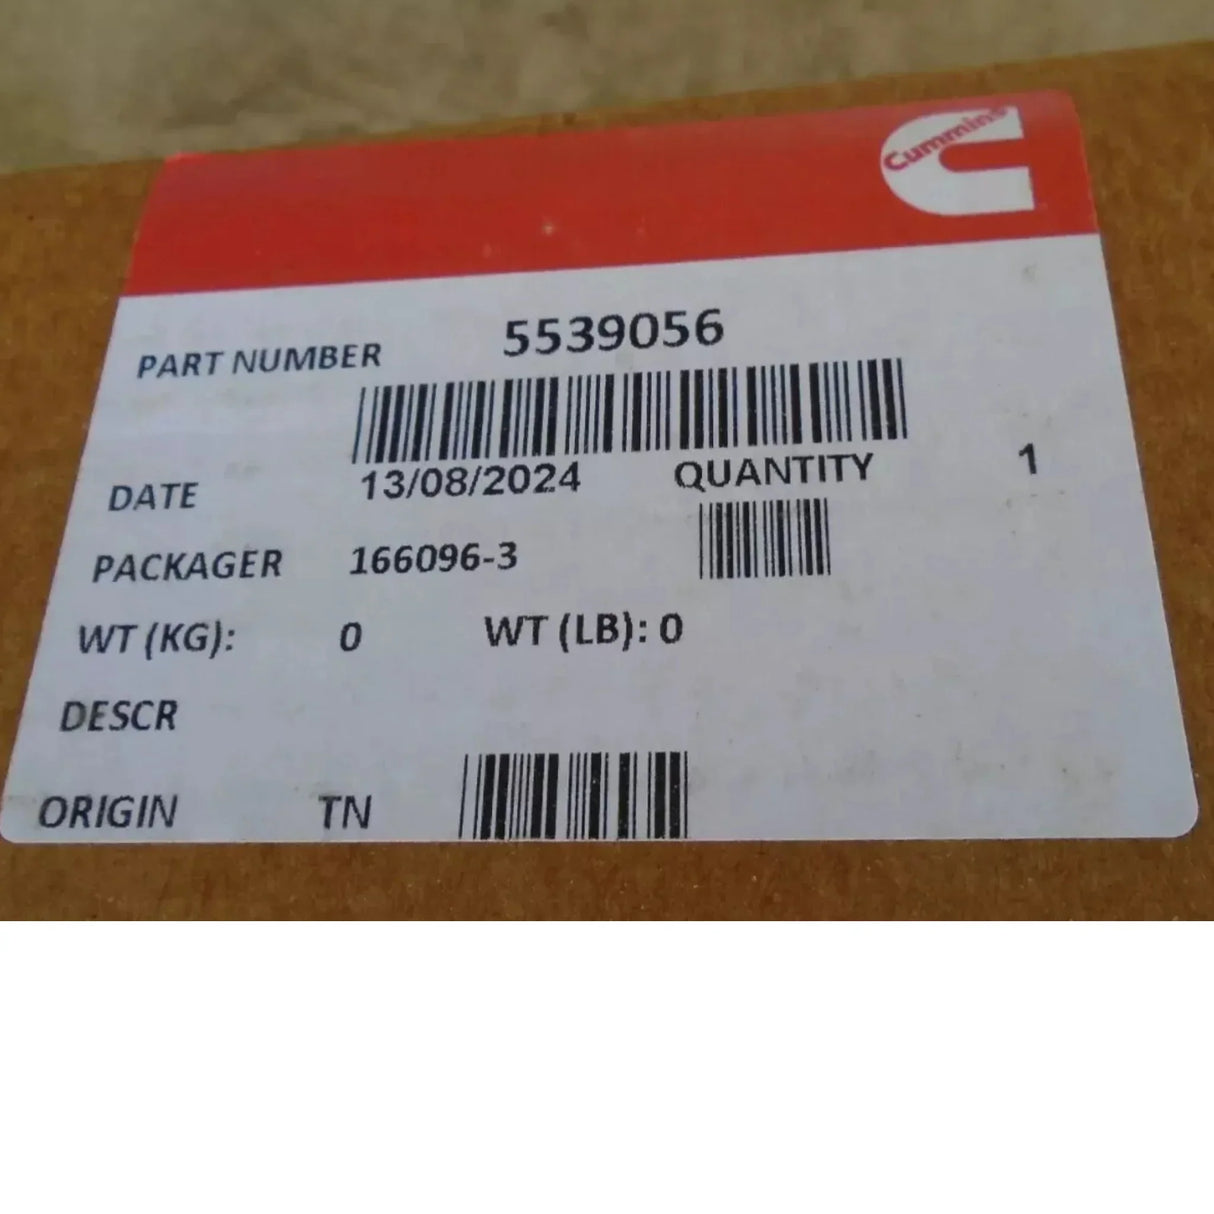 Cummins
PART NUMBER 5539056
DATE 13/08/2024 QUANTITY 1
PACKAGER 166096-3
WT (KG): 0 WT (LB): 0
DESCR
ORIGIN TN